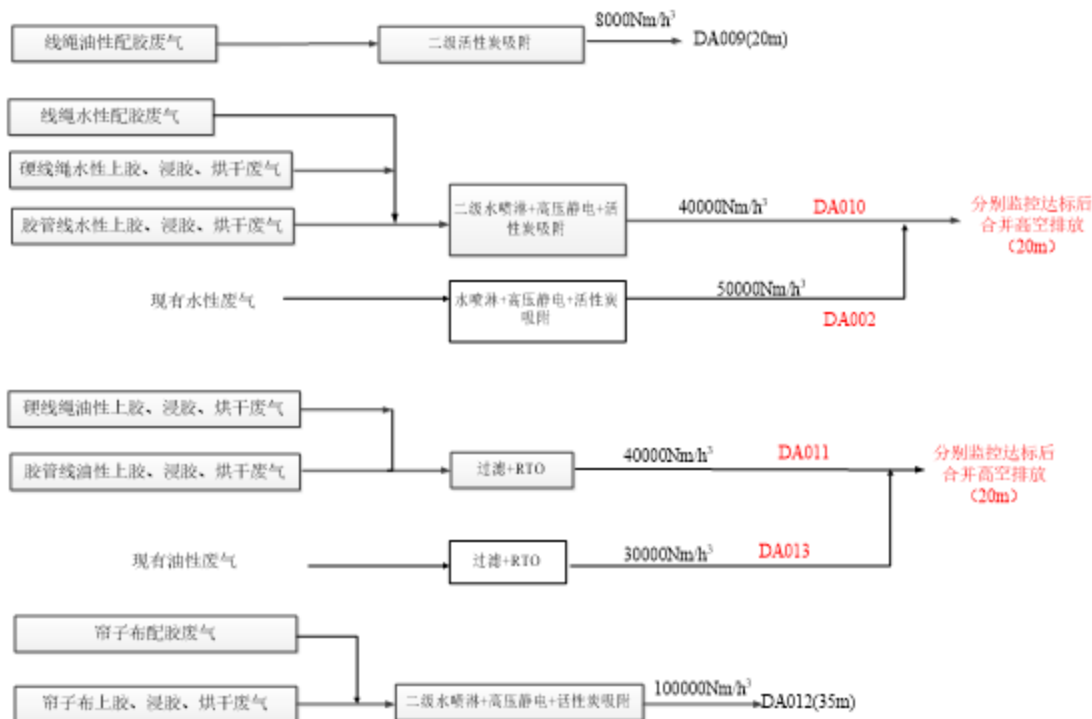 8000Nm/h³
线绳油性配胶废气
二级活性炭吸附
DA009(20m)
线绳水性配胶废气
硬线绳水性上胶、浸胶、烘干废气
胶管线水性上胶、浸胶、烘干废气
二级水喷淋+高压静电+活
性炭吸附
40000Nm/h³
DA010
分别监控达标后
合并高空排放
（20m）
现有水性废气
水喷淋+高压静电+活性炭
吸附
50000Nm/h³
DA002
硬线绳油性上胶、浸胶、烘干废气
胶管线油性上胶、浸胶、烘干废气
过滤+RTO
40000Nm/h³
DA011
分别监控达标后
合并高空排放
（20m）
现有油性废气
过滤+RTO
30000Nm/h³
DA013
帘子布配胶废气
帘子布上胶、浸胶、烘干废气
二级水喷淋+高压静电+活性炭吸附
100000Nm/h³
DA012(35m)